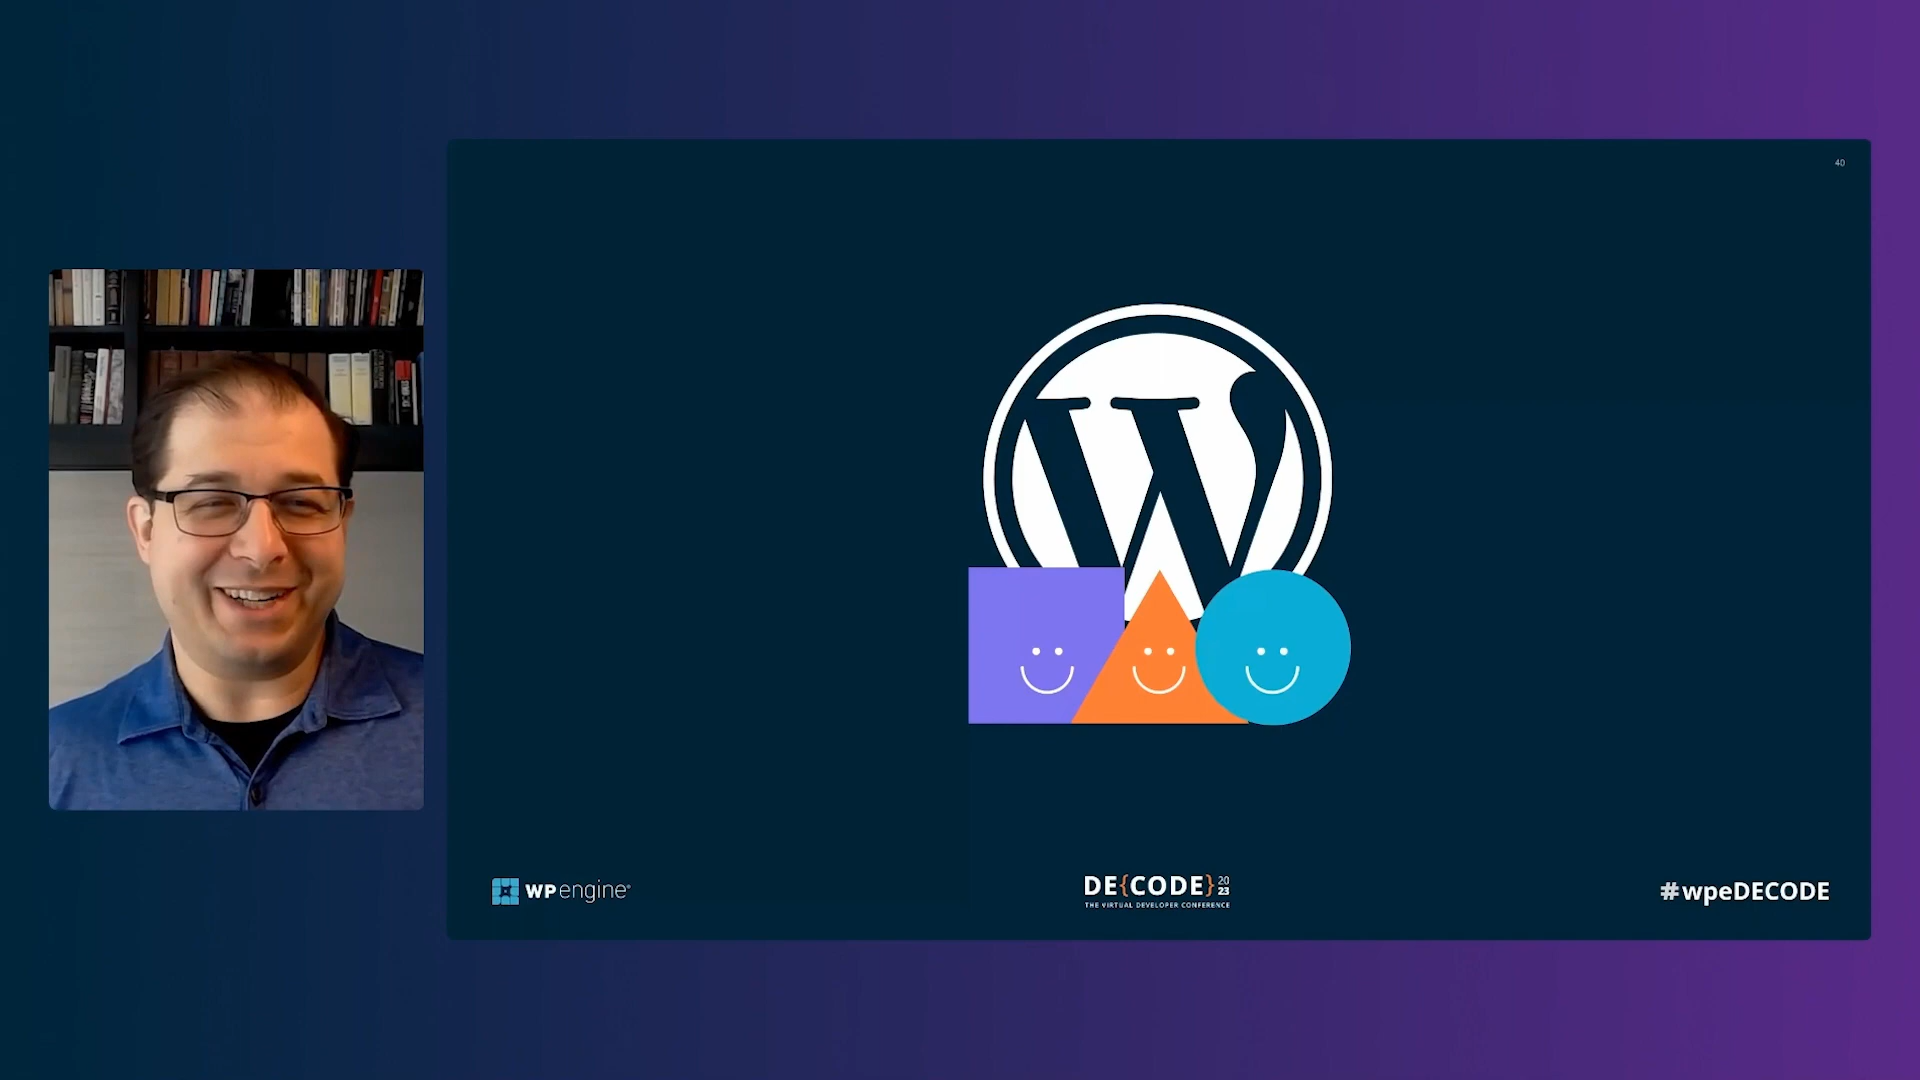 40
W
WP engine®
DE{CODE} 20
23
THE VIRTUAL DEVELOPER CONFERENCE
#wpeDECODE